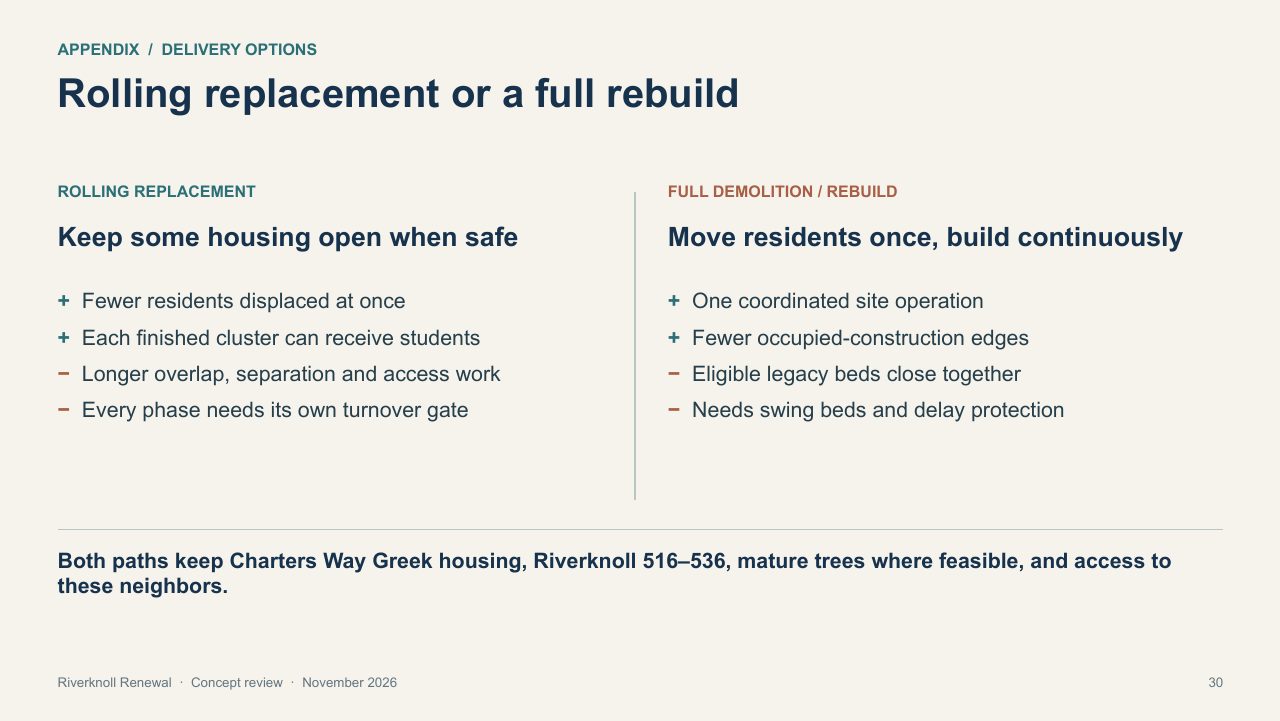 APPENDIX / DELIVERY OPTIONS
Rolling replacement or a full rebuild
ROLLING REPLACEMENT
Keep some housing open when safe
+ Fewer residents displaced at once
+ Each finished cluster can receive students
− Longer overlap, separation and access work
− Every phase needs its own turnover gate
FULL DEMOLITION / REBUILD
Move residents once, build continuously
+ One coordinated site operation
+ Fewer occupied-construction edges
− Eligible legacy beds close together
− Needs swing beds and delay protection
Both paths keep Charters Way Greek housing, Riverknoll 516–536, mature trees where feasible, and access to
these neighbors.
Riverknoll Renewal · Concept review · November 2026
30